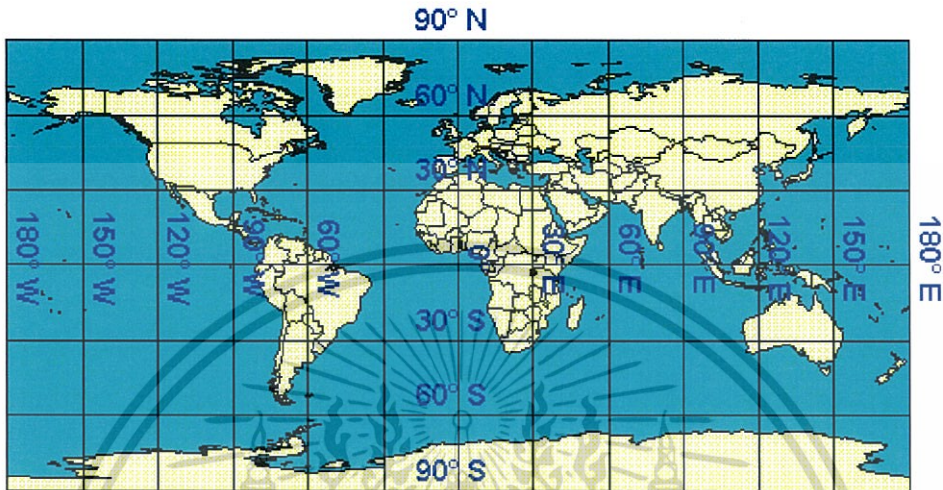 90° N
60° N
30° N
180° W
150° W
120° W
90° W
60° W
0°
30° E
60° E
90° E
120° E
150° E
180° E
30° S
60° S
90° S